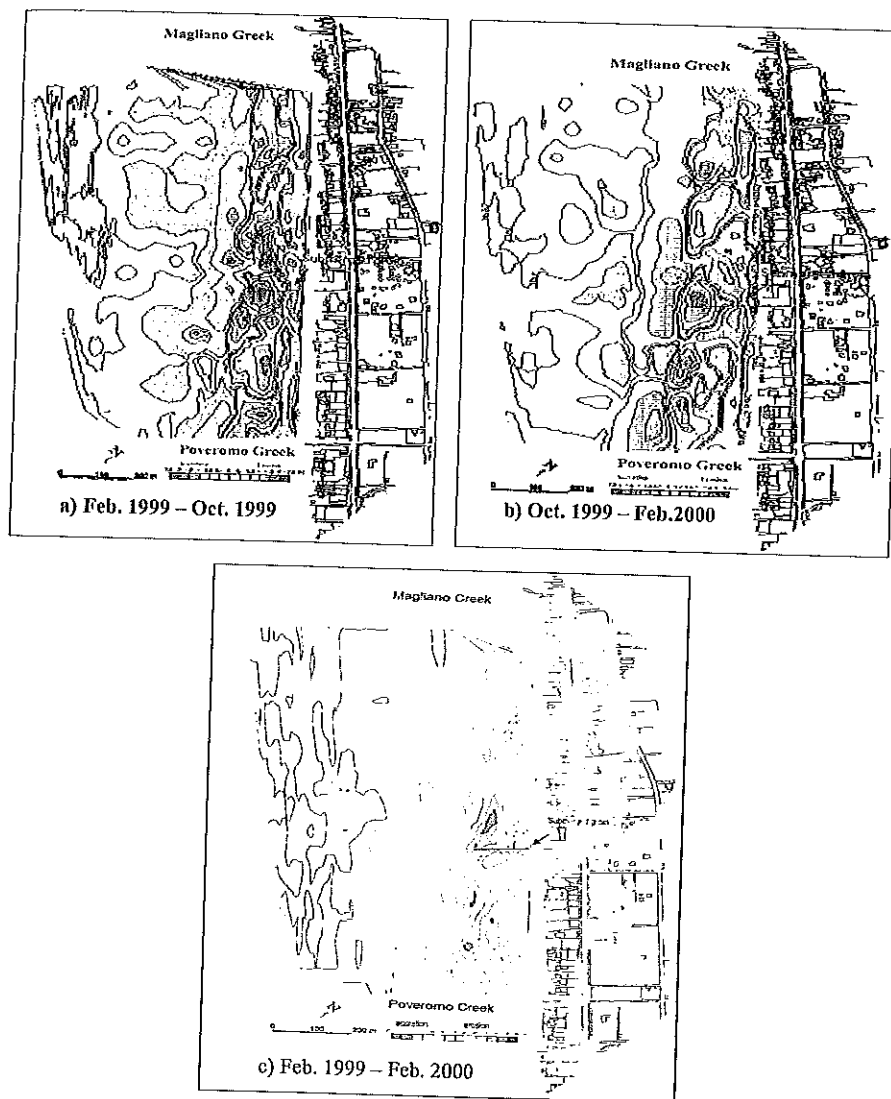 Magliano Greek
Poveromo Greek
a) Feb. 1999 – Oct. 1999
Magliano Greek
Poveromo Greek
0
b) Oct. 1999 – Feb.2000
Magliano Creek
Poveromo Creek
0 100 200 m
erosion
c) Feb. 1999 – Feb. 2000